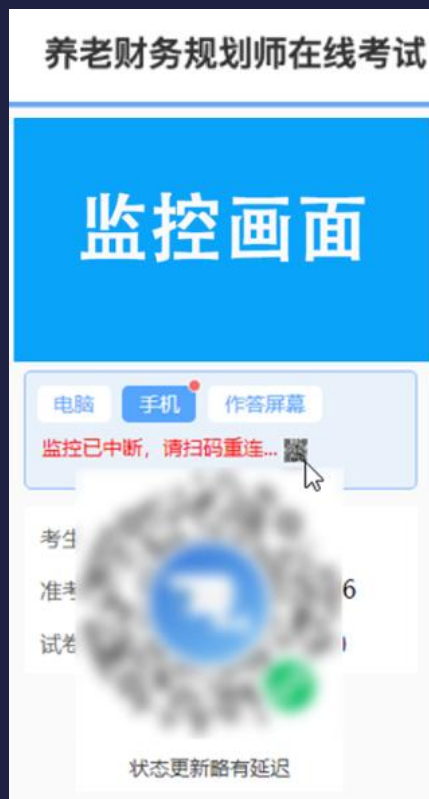 养老财务规划师在线考试
监控画面
电脑 手机 作答屏幕
监控已中断，请扫码重连...
考生
准考 6
试卷
状态更新略有延迟